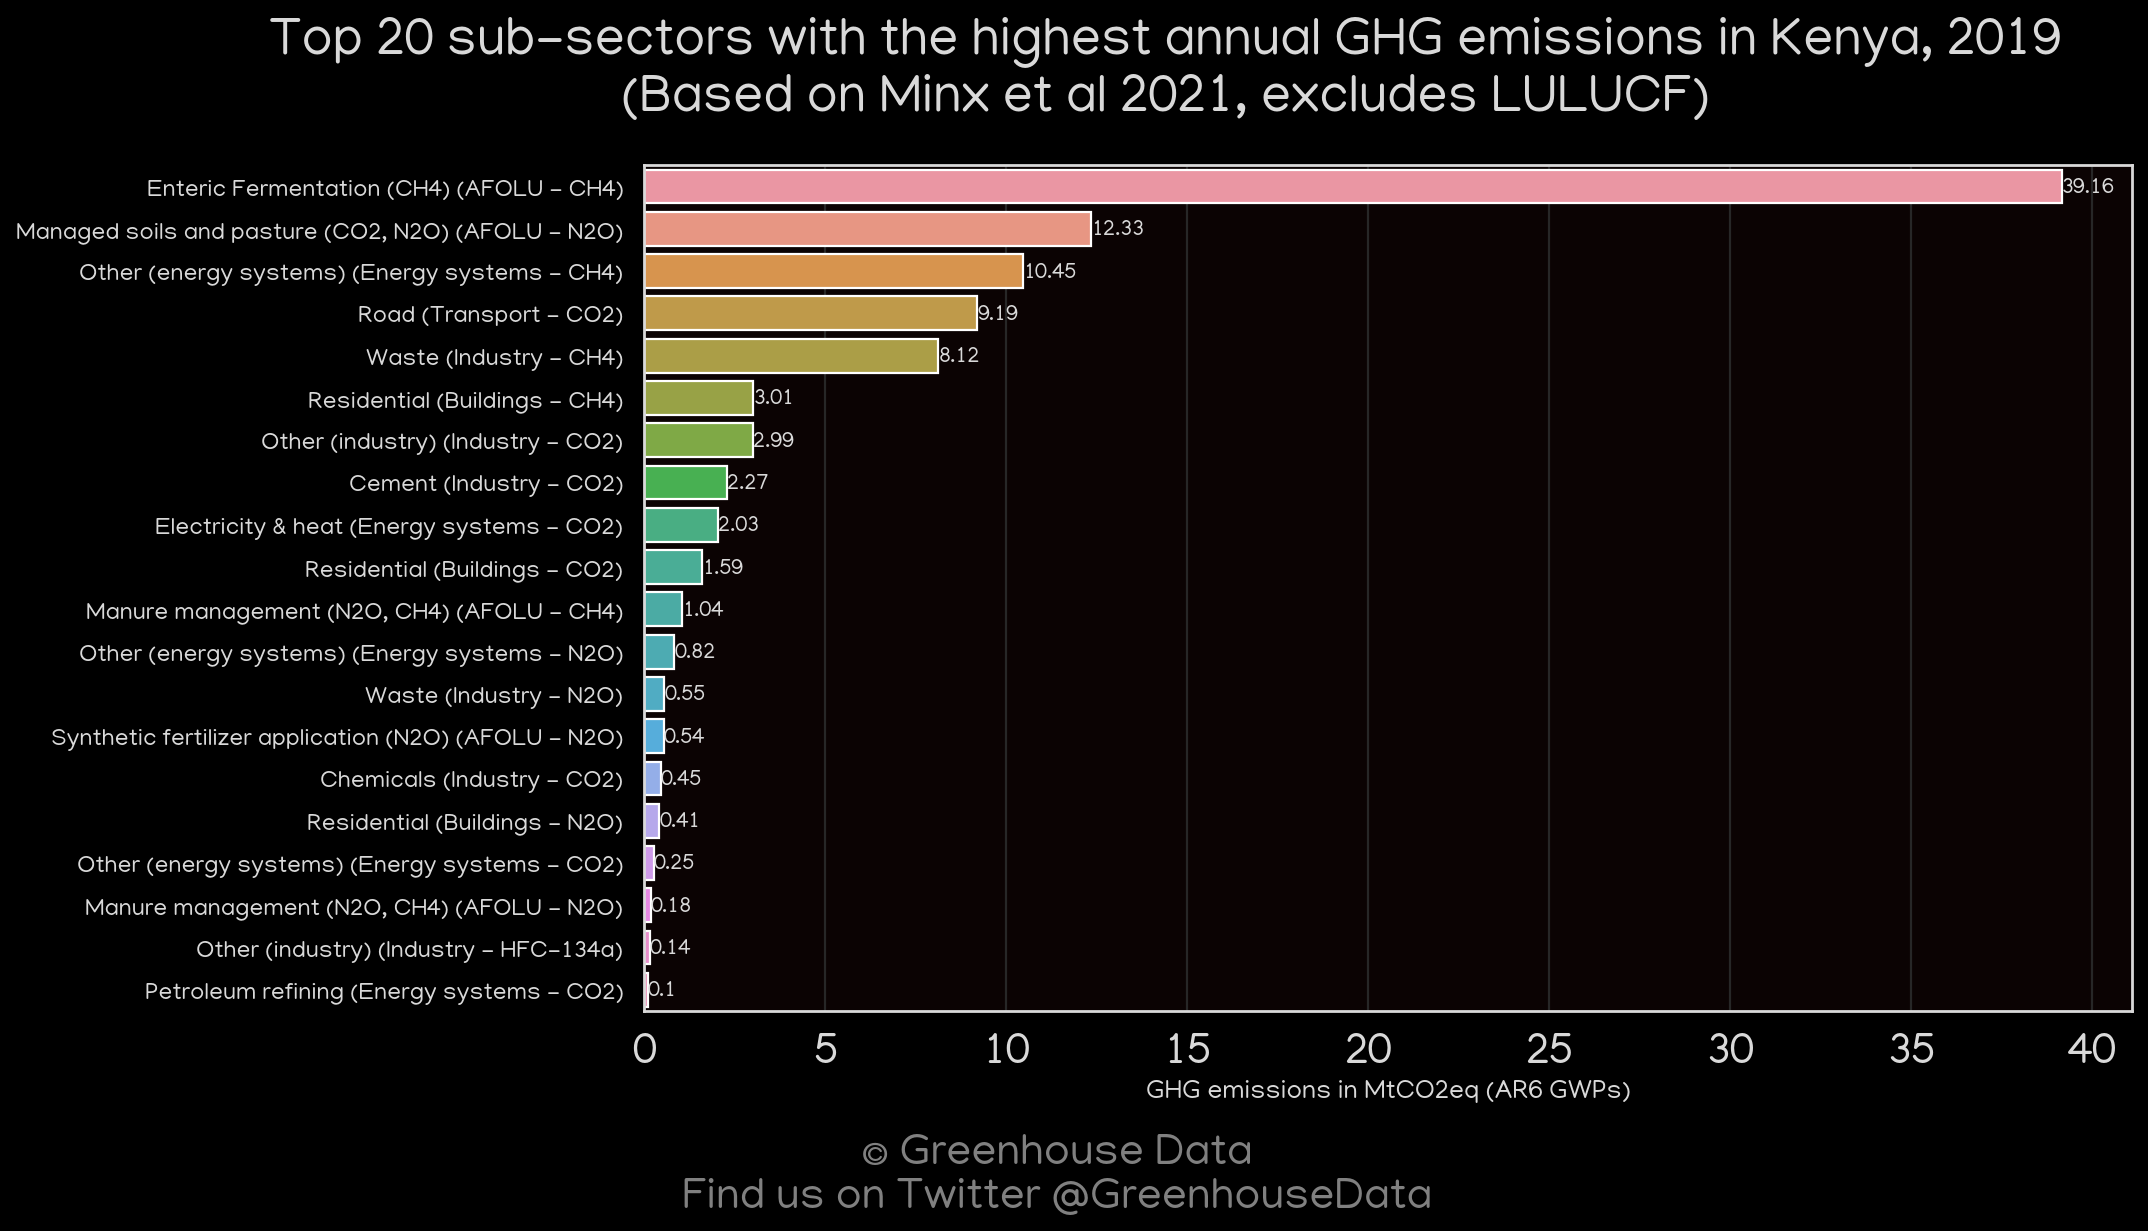 Top 20 sub-sectors with the highest annual GHG emissions in Kenya, 2019
(Based on Minx et al 2021, excludes LULUCF)
Enteric Fermentation (CH4) (AFOLU - CH4) 39.16
Managed soils and pasture (CO2, N2O) (AFOLU - N2O) 12.33
Other (energy systems) (Energy systems - CH4) 10.45
Road (Transport - CO2) 9.19
Waste (Industry - CH4) 8.12
Residential (Buildings - CH4) 3.01
Other (industry) (Industry - CO2) 2.99
Cement (Industry - CO2) 2.27
Electricity & heat (Energy systems - CO2) 2.03
Residential (Buildings - CO2) 1.59
Manure management (N2O, CH4) (AFOLU - CH4) 1.04
Other (energy systems) (Energy systems - N2O) 0.82
Waste (Industry - N2O) 0.55
Synthetic fertilizer application (N2O) (AFOLU - N2O) 0.54
Chemicals (Industry - CO2) 0.45
Residential (Buildings - N2O) 0.41
Other (energy systems) (Energy systems - CO2) 0.25
Manure management (N2O, CH4) (AFOLU - N2O) 0.18
Other (industry) (Industry - HFC-134a) 0.14
Petroleum refining (Energy systems - CO2) 0.1
0 5 10 15 20 25 30 35 40
GHG emissions in MtCO2eq (AR6 GWPs)
© Greenhouse Data
Find us on Twitter @GreenhouseData